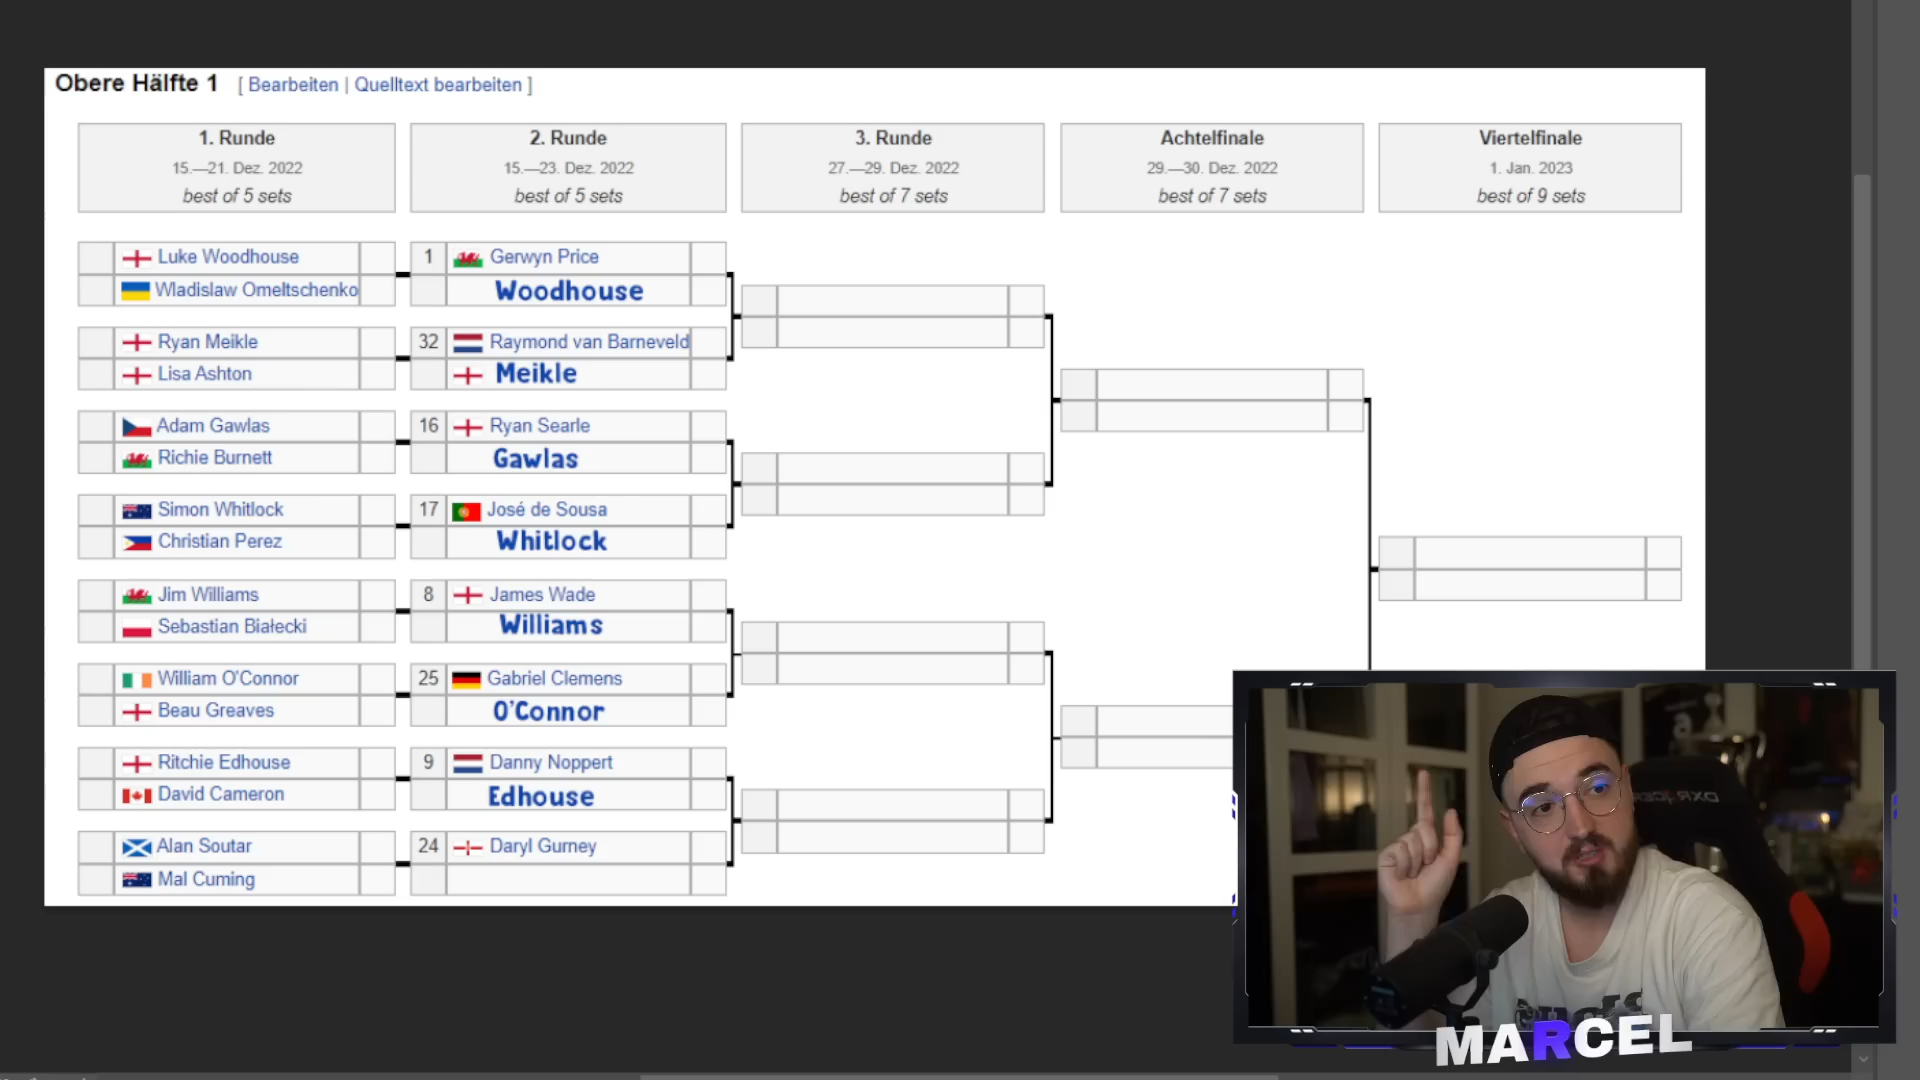 Obere Hälfte 1 [ Bearbeiten | Quelltext bearbeiten ]
1. Runde
15.—21. Dez. 2022
best of 5 sets
2. Runde
15.—23. Dez. 2022
best of 5 sets
3. Runde
27.—29. Dez. 2022
best of 7 sets
Achtelfinale
29.—30. Dez. 2022
best of 7 sets
Viertelfinale
1. Jan. 2023
best of 9 sets
Luke Woodhouse
Wladislaw Omeltschenko
Ryan Meikle
Lisa Ashton
Adam Gawlas
Richie Burnett
Simon Whitlock
Christian Perez
Jim Williams
Sebastian Białecki
William O'Connor
Beau Greaves
Ritchie Edhouse
David Cameron
Alan Soutar
Mal Cuming
1 Gerwyn Price
Woodhouse
32 Raymond van Barneveld
Meikle
16 Ryan Searle
Gawlas
17 José de Sousa
Whitlock
8 James Wade
Williams
25 Gabriel Clemens
O'Connor
9 Danny Noppert
Edhouse
24 Daryl Gurney
MARCEL